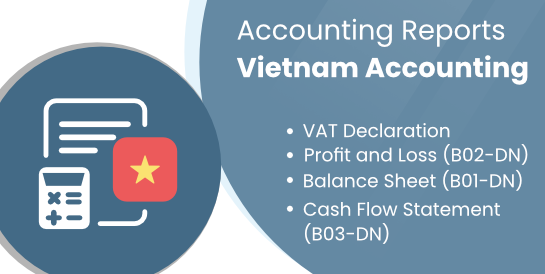 Accounting Reports
Vietnam Accounting
• VAT Declaration
• Profit and Loss (B02-DN)
• Balance Sheet (B01-DN)
• Cash Flow Statement
(B03-DN)